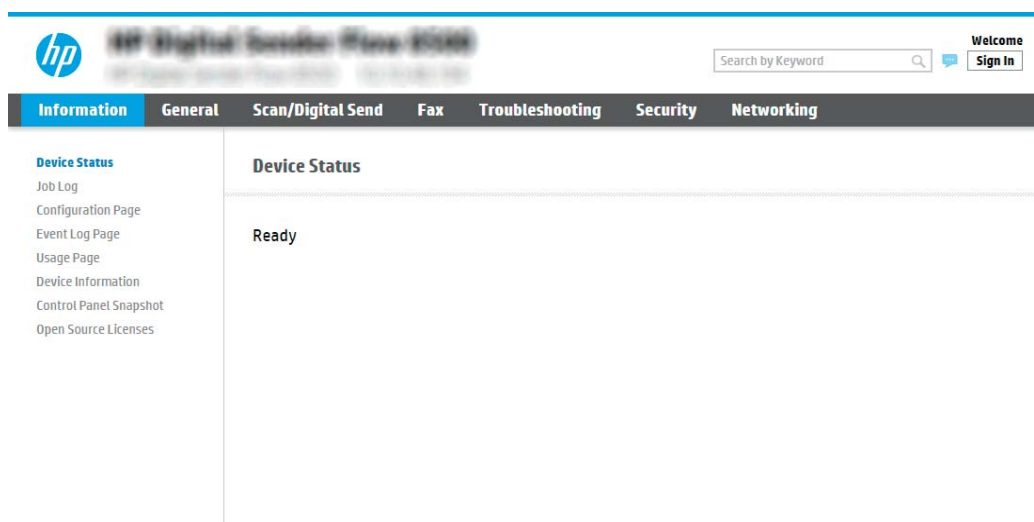 hp
Search by Keyword
Welcome
Sign In
Information General Scan/Digital Send Fax Troubleshooting Security Networking
Device Status
Job Log
Configuration Page
Event Log Page
Usage Page
Device Information
Control Panel Snapshot
Open Source Licenses
Device Status
Ready